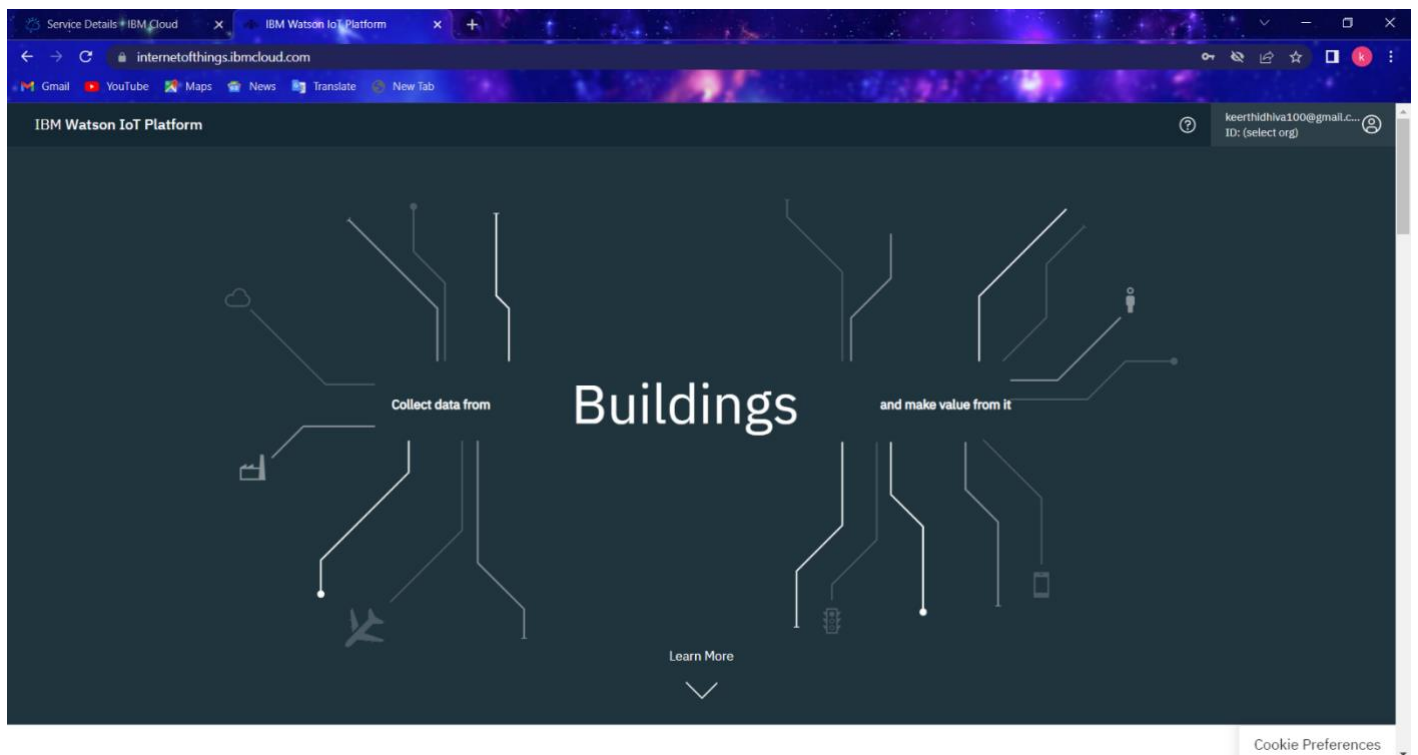 Service Details - IBM Cloud
IBM Watson IoT Platform
internetofthings.ibmcloud.com
Gmail
YouTube
Maps
News
Translate
New Tab
k
IBM Watson IoT Platform
keerthidhiva100@gmail.c...
ID: (select org)
Collect data from
Buildings
and make value from it
Learn More
Cookie Preferences